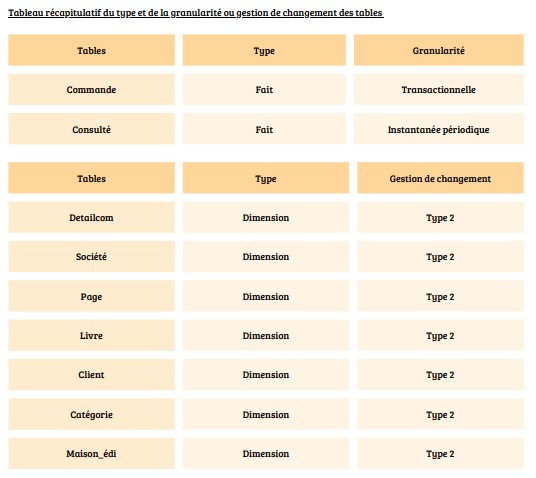 Tableau récapitulatif du type et de la granularité ou gestion de changement des tables
Tables Type Granularité
Commande Fait Transactionnelle
Consulté Fait Instantanée périodique
Tables Type Gestion de changement
Detailcom Dimension Type 2
Société Dimension Type 2
Page Dimension Type 2
Livre Dimension Type 2
Client Dimension Type 2
Catégorie Dimension Type 2
Maison_édi Dimension Type 2